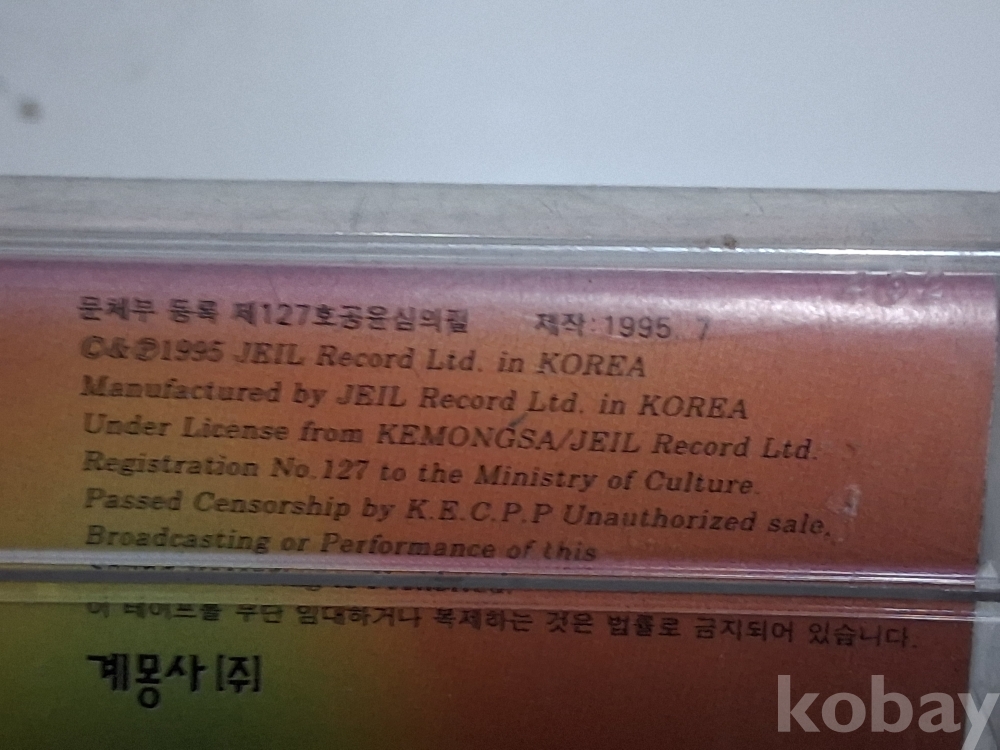 문체부 등록 제127호공윤심의필 제작:1995. 7
©&℗1995 JEIL Record Ltd. in KOREA
Manufactured by JEIL Record Ltd. in KOREA
Under License from KEMONGSA/JEIL Record Ltd.
Registration No.127 to the Ministry of Culture.
Passed Censorship by K.E.C.P.P Unauthorized sale,
Broadcasting or Performance of this
이 테이프를 무단 임대하거나 복제하는 것은 법률로 금지되어 있습니다.
계몽사[주]
kobay